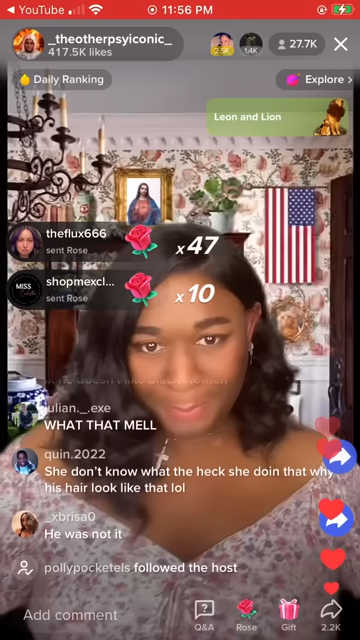 YouTube
11:56 PM
_theotherpsyiconic_
417.5K likes
2.5K
1.4K
27.7K
Daily Ranking
Explore >
Leon and Lion
theflux666
sent Rose
x47
shopmexcl...
sent Rose
x10
MISS
WHAT THAT MELL
quin.2022
She don't know what the heck she doin that why
his hair look like that lol
_xbrisa0
He was not it
pollypocketels followed the host
Add comment
Q&A
Rose
Gift
2.2K